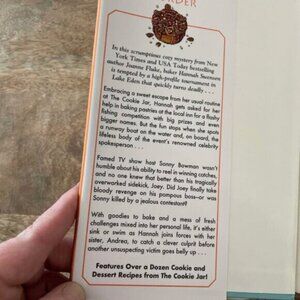 RDER
In this scrumptious cozy mystery from New
York Times and USA Today bestselling
author Joanne Fluke, baker Hannah Swensen
is tempted by a high-profile tournament in
Lake Eden that quickly turns deadly . . .
Embracing a sweet escape from her usual routine
at The Cookie Jar, Hannah gets asked for her
help in baking pastries at the local inn for a flashy
fishing competition with big prizes and even
bigger names. But the fun stops when she spots
a runway boat on the water and, on board, the
lifeless body of the event's renowned celebrity
spokesperson . . .
Famed TV show host Sonny Bowman wasn't
humble about his ability to reel in winning catches,
and no one knew that better than his tragically
overworked sidekick, Joey. Did Joey finally take
bloody revenge on his pompous boss–or was
Sonny killed by a jealous contestant?
With goodies to bake and a mess of fresh
challenges mixed into her personal life, it's either
sink or swim as Hannah joins forces with her
sister, Andrea, to catch a clever culprit before
another unsuspecting victim goes belly up . . .
Features Over a Dozen Cookie and
Dessert Recipes from The Cookie Jar!